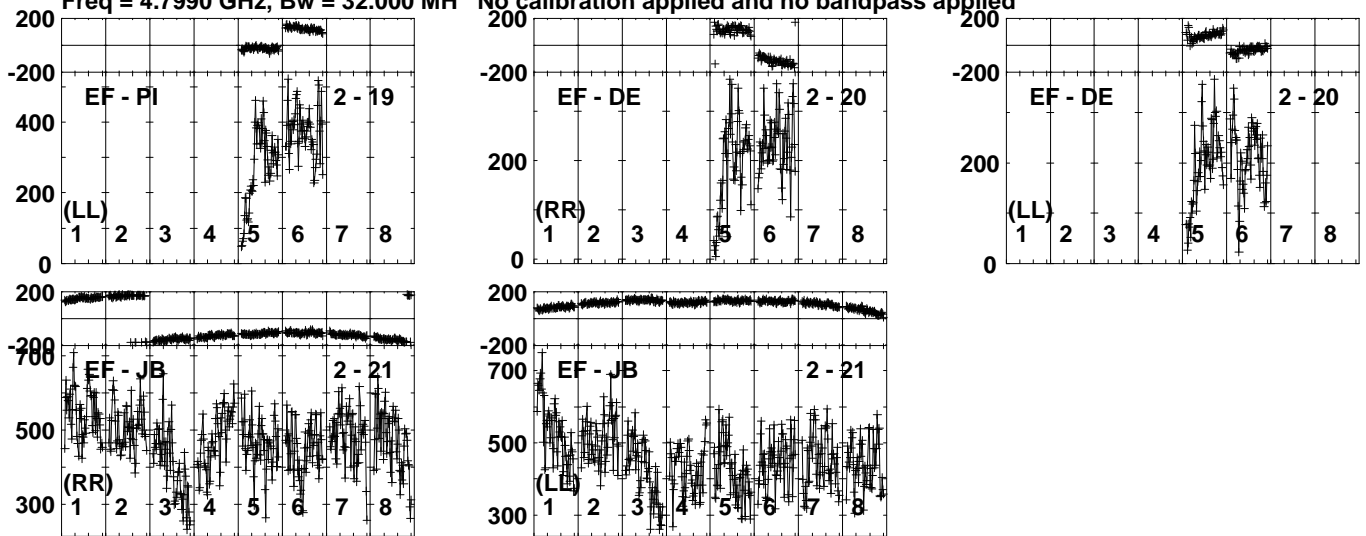 Freq = 4.7990 GHz, Bw = 32.000 MH No calibration applied and no bandpass applied
200
-200
EF - PI 2 - 19
400
200
(LL)
1 2 3 4 5 6 7 8
0
200
-200
EF - DE 2 - 20
200
(RR)
1 2 3 4 5 6 7 8
0
200
-200
EF - DE 2 - 20
200
(LL)
1 2 3 4 5 6 7 8
0
200
-200
700
EF - JB 2 - 21
500
(RR)
1 2 3 4 5 6 7 8
300
200
-200
700
EF - JB 2 - 21
500
(LL)
1 2 3 4 5 6 7 8
300